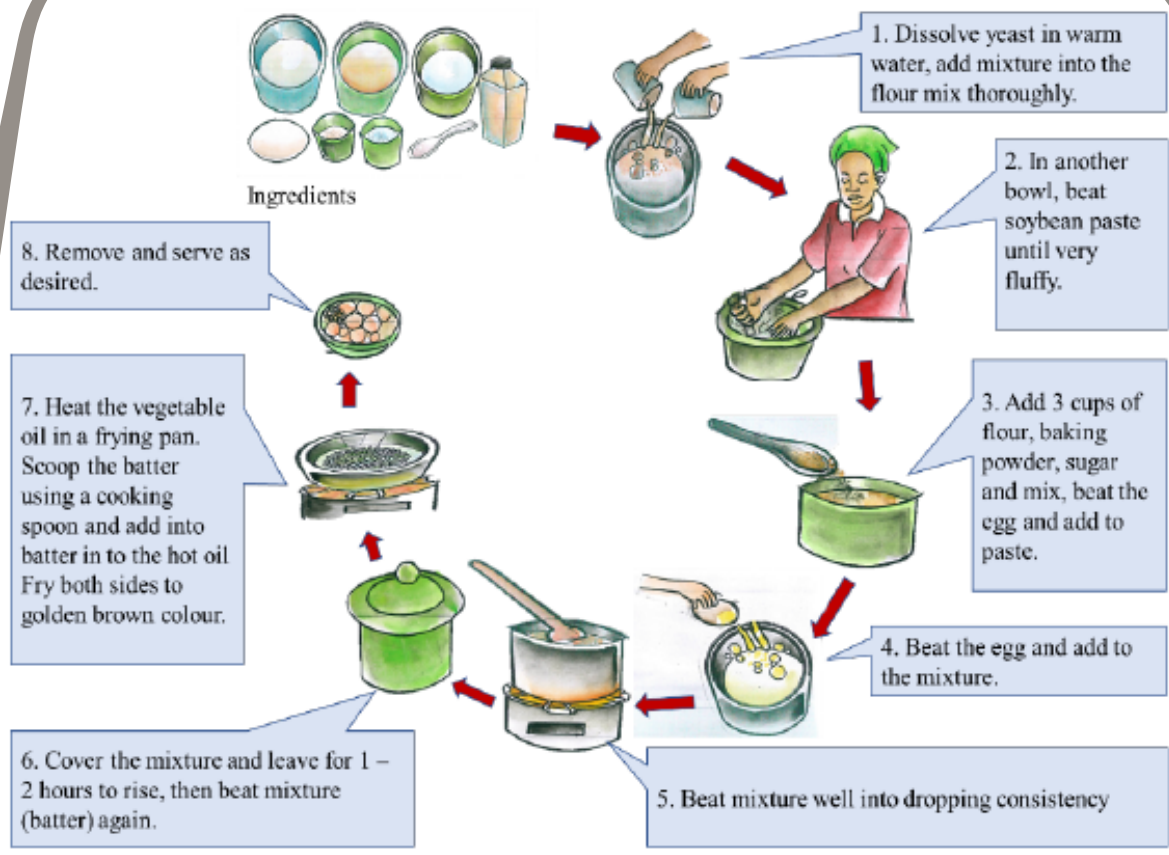 Ingredients
1. Dissolve yeast in warm
water, add mixture into the
flour mix thoroughly.
2. In another
bowl, beat
soybean paste
until very
fluffy.
3. Add 3 cups of
flour, baking
powder, sugar
and mix, beat the
egg and add to
paste.
4. Beat the egg and add to
the mixture.
5. Beat mixture well into dropping consistency
6. Cover the mixture and leave for 1 –
2 hours to rise, then beat mixture
(batter) again.
7. Heat the vegetable
oil in a frying pan.
Scoop the batter
using a cooking
spoon and add into
batter in to the hot oil
Fry both sides to
golden brown colour.
8. Remove and serve as
desired.